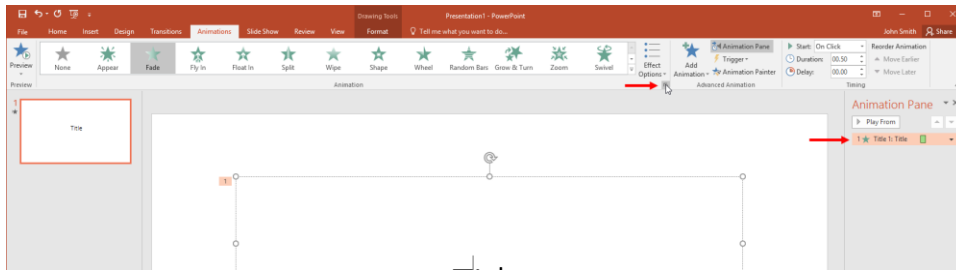 Drawing Tools Presentation1 - PowerPoint
File Home Insert Design Transitions Animations Slide Show Review View Format Tell me what you want to do... John Smith Share
Preview None Appear Fade Fly In Float In Split Wipe Shape Wheel Random Bars Grow & Turn Zoom Swivel Effect Options Add Animation Animation Pane Trigger Animation Painter Start: On Click Duration: 00.50 Delay: 00.00 Reorder Animation Move Earlier Move Later
Preview Animation Advanced Animation Timing
1
Title
Animation Pane
Play From
1 Title 1: Title
1